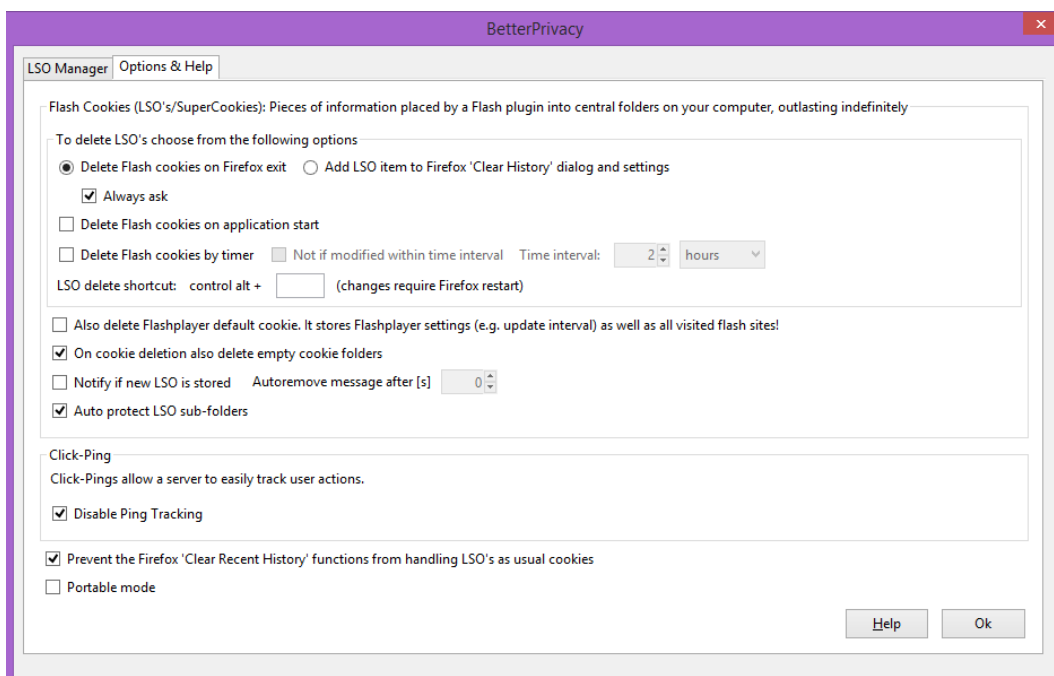 BetterPrivacy
LSO Manager Options & Help
Flash Cookies (LSO's/SuperCookies): Pieces of information placed by a Flash plugin into central folders on your computer, outlasting indefinitely
To delete LSO's choose from the following options
Delete Flash cookies on Firefox exit Add LSO item to Firefox 'Clear History' dialog and settings
Always ask
Delete Flash cookies on application start
Delete Flash cookies by timer Not if modified within time interval Time interval: 2 hours
LSO delete shortcut: control alt + (changes require Firefox restart)
Also delete Flashplayer default cookie. It stores Flashplayer settings (e.g. update interval) as well as all visited flash sites!
On cookie deletion also delete empty cookie folders
Notify if new LSO is stored Autoremove message after [s] 0
Auto protect LSO sub-folders
Click-Ping
Click-Pings allow a server to easily track user actions.
Disable Ping Tracking
Prevent the Firefox 'Clear Recent History' functions from handling LSO's as usual cookies
Portable mode
Help Ok